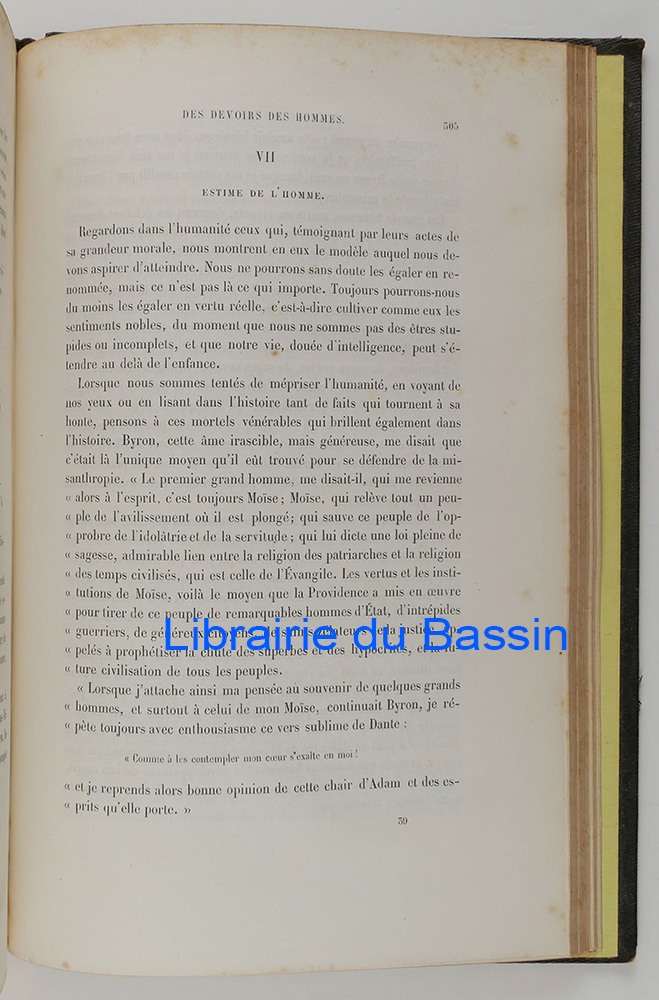 DES DEVOIRS DES HOMMES.
305
VII
ESTIME DE L'HOMME.
Regardons dans l'humanité ceux qui, témoignant par leurs actes de
sa grandeur morale, nous montrent en eux le modèle auquel nous de-
vons aspirer d'atteindre. Nous ne pourrons sans doute les égaler en re-
nommée, mais ce n'est pas là ce qui importe. Toujours pourrons-nous
du moins les égaler en vertu réelle, c'est-à-dire cultiver comme eux les
sentiments nobles, du moment que nous ne sommes pas des êtres stu-
pides ou incomplets, et que notre vie, douée d'intelligence, peut s'é-
tendre au delà de l'enfance.
Lorsque nous sommes tentés de mépriser l'humanité, en voyant de
nos yeux ou en lisant dans l'histoire tant de faits qui tournent à sa
honte, pensons à ces mortels vénérables qui brillent également dans
l'histoire. Byron, cette âme irascible, mais généreuse, me disait que
c'était là l'unique moyen qu'il eût trouvé pour se défendre de la mi-
santhropie. « Le premier grand homme, me disait-il, qui me revienne
« alors à l'esprit, c'est toujours Moïse; Moïse, qui relève tout un peu-
« ple de l'avilissement où il est plongé; qui sauve ce peuple de l'op-
« probre de l'idolâtrie et de la servitude; qui lui dicte une loi pleine de
« sagesse, admirable lien entre la religion des patriarches et la religion
« des temps civilisés, qui est celle de l'Évangile. Les vertus et les insti-
« tutions de Moïse, voilà le moyen que la Providence a mis en œuvre
« pour tirer de ce peuple de remarquables hommes d'État, d'intrépides
« guerriers, de généreux citoyens, de la justice, ap-
Librairie du Bassin
« pelés à prophétiser la chute des superbes et des hypocrites, et la fu-
« ture civilisation de tous les peuples.
« Lorsque j'attache ainsi ma pensée au souvenir de quelques grands
« hommes, et surtout à celui de mon Moïse, continuait Byron, je ré-
« pète toujours avec enthousiasme ce vers sublime de Dante :
« Comme à les contempler mon cœur s'exalte en moi !
« et je reprends alors bonne opinion de cette chair d'Adam et des es-
« prits qu'elle porte. »
39